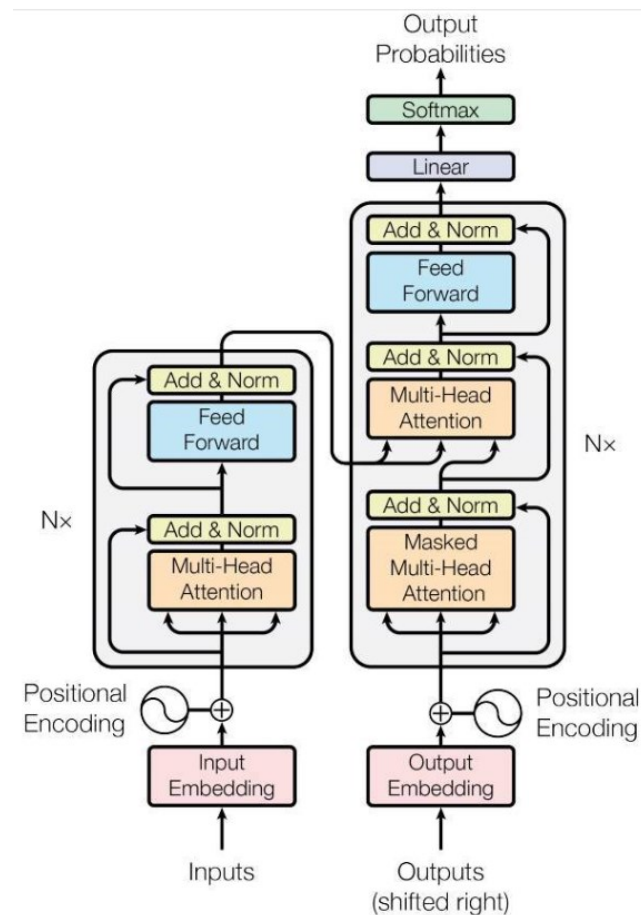 Output
Probabilities
Softmax
Linear
Add & Norm
Feed
Forward
Add & Norm
Multi-Head
Attention
Add & Norm
Masked
Multi-Head
Attention
N×
Add & Norm
Feed
Forward
Add & Norm
Multi-Head
Attention
N×
Positional
Encoding
Positional
Encoding
Input
Embedding
Output
Embedding
Inputs
Outputs
(shifted right)